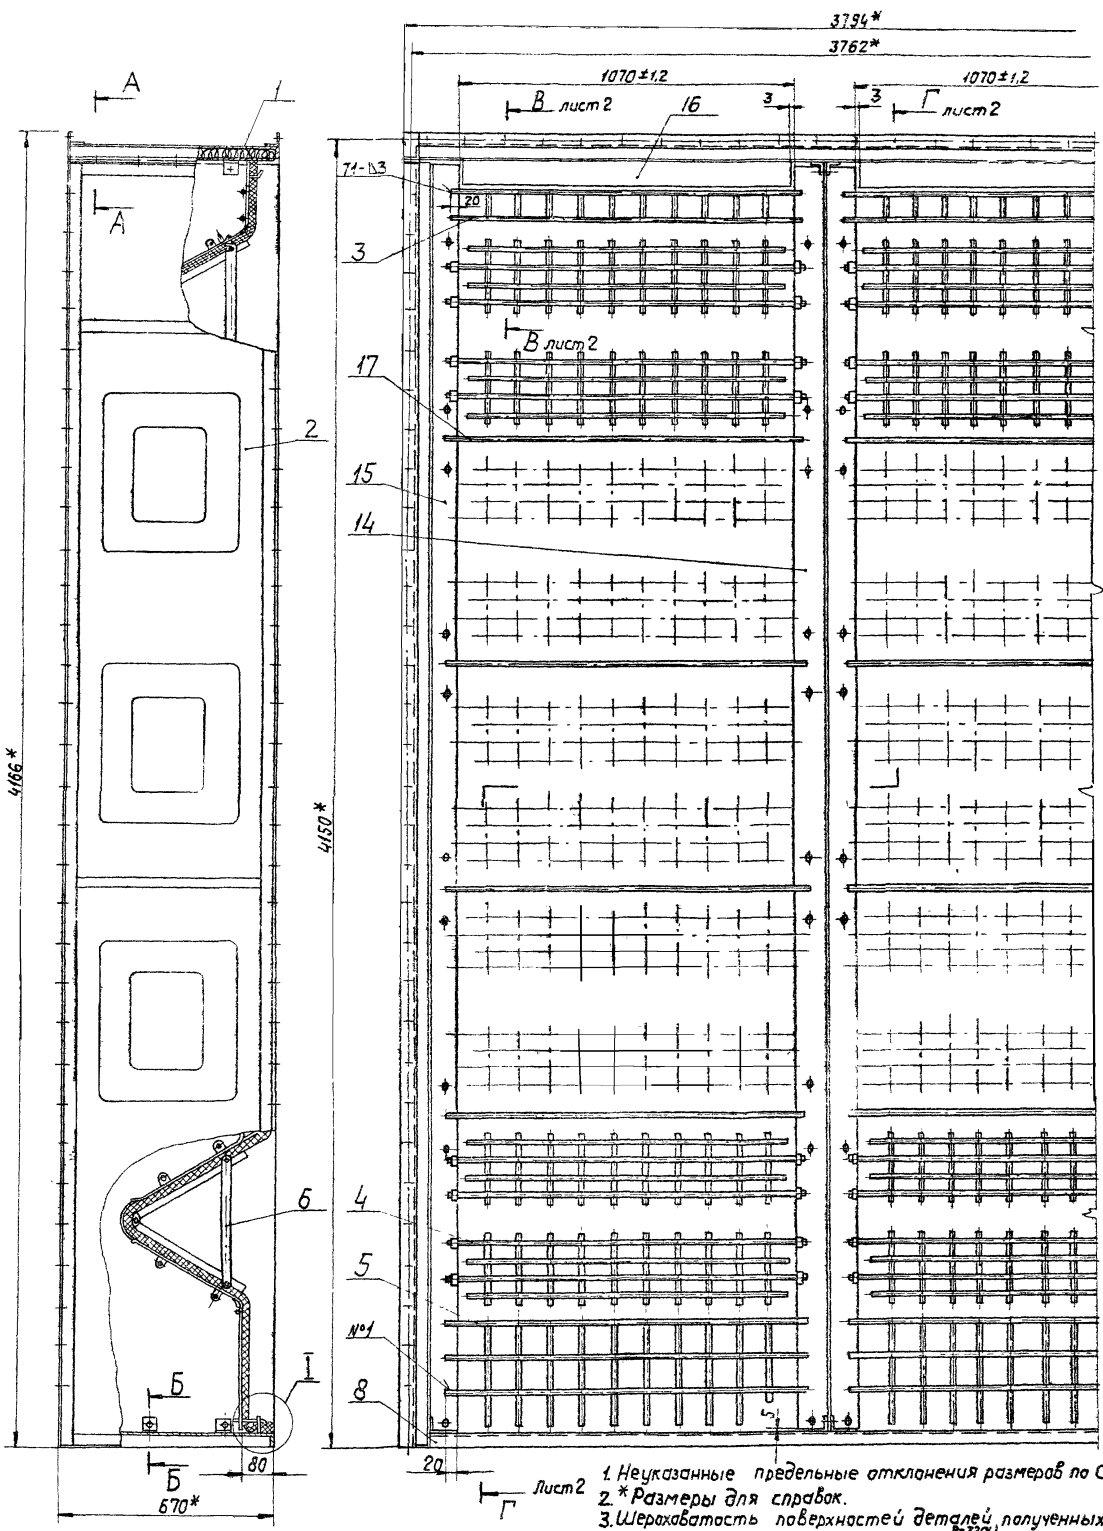 3794*
3762*
1070±1,2
1070±1,2
А
1
В лист 2
16
3
3
Г лист 2
А
20
3
В лист 2
17
2
15
14
4166*
4150*
4
6
5
№1
I
Б
8
5
Б
80
670*
20
Г
лист 2
1. Неуказанные предельные отклонения размеров по
2. *Размеры для справок.
3. Шероховатость поверхностей деталей, полученных